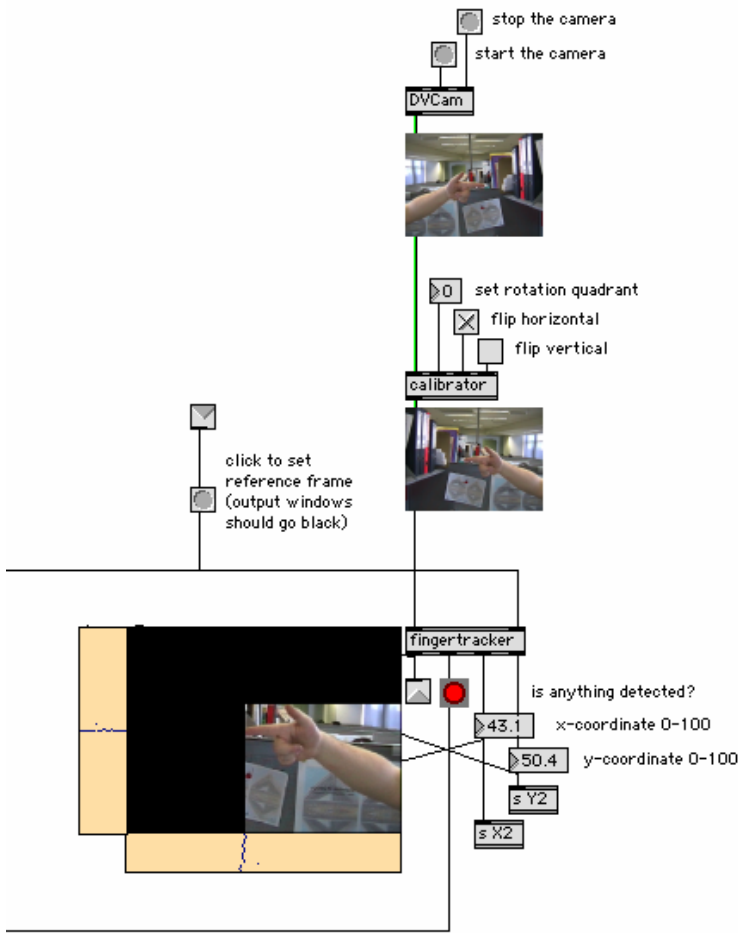 stop the camera
start the camera
DVCam
0 set rotation quadrant
flip horizontal
flip vertical
calibrator
click to set
reference frame
(output windows
should go black)
fingertracker
is anything detected?
43.1 x-coordinate 0-100
50.4 y-coordinate 0-100
s Y2
s X2